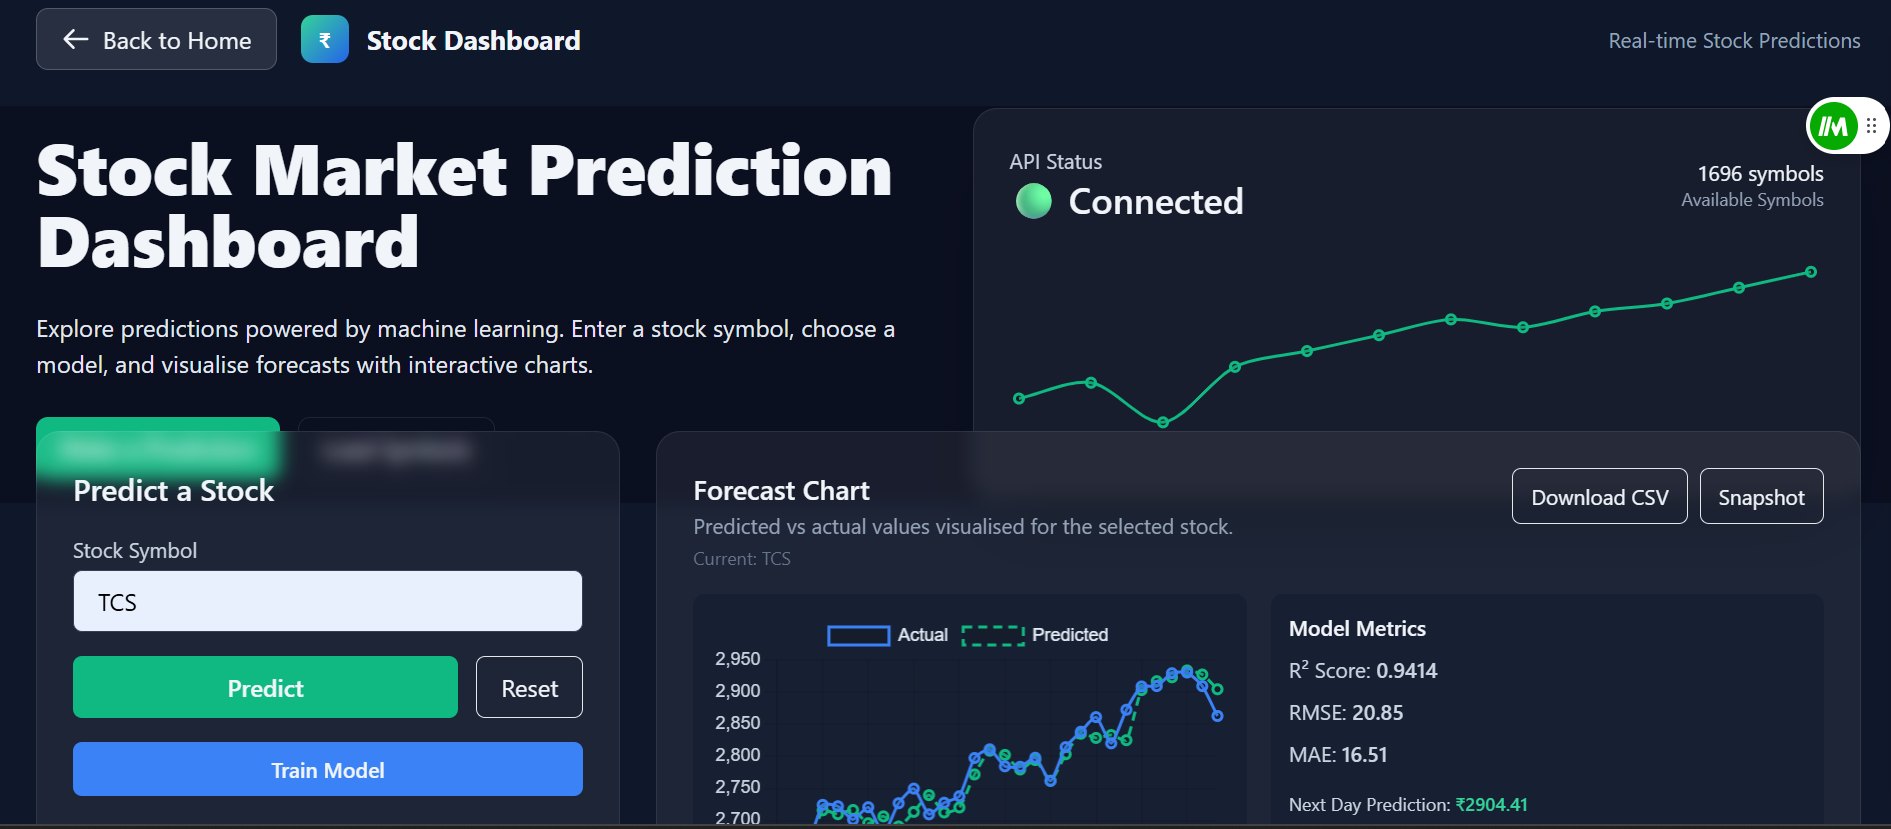 Back to Home
₹
Stock Dashboard
Real-time Stock Predictions
Stock Market Prediction
Dashboard
Explore predictions powered by machine learning. Enter a stock symbol, choose a
model, and visualise forecasts with interactive charts.
API Status
Connected
1696 symbols
Available Symbols
Predict a Stock
Stock Symbol
TCS
Predict
Reset
Train Model
Forecast Chart
Predicted vs actual values visualised for the selected stock.
Current: TCS
Download CSV
Snapshot
Actual
Predicted
2,950
2,900
2,850
2,800
2,750
2,700
Model Metrics
R² Score: 0.9414
RMSE: 20.85
MAE: 16.51
Next Day Prediction: ₹2904.41